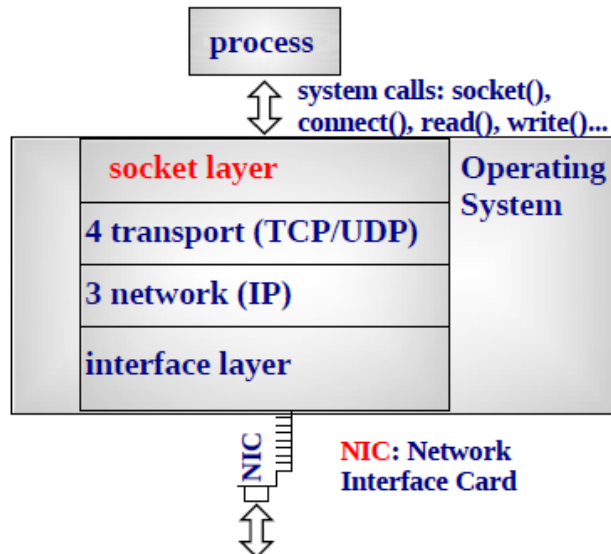 process
system calls: socket(),
connect(), read(), write()...
socket layer
Operating
System
4 transport (TCP/UDP)
3 network (IP)
interface layer
NIC
NIC: Network
Interface Card